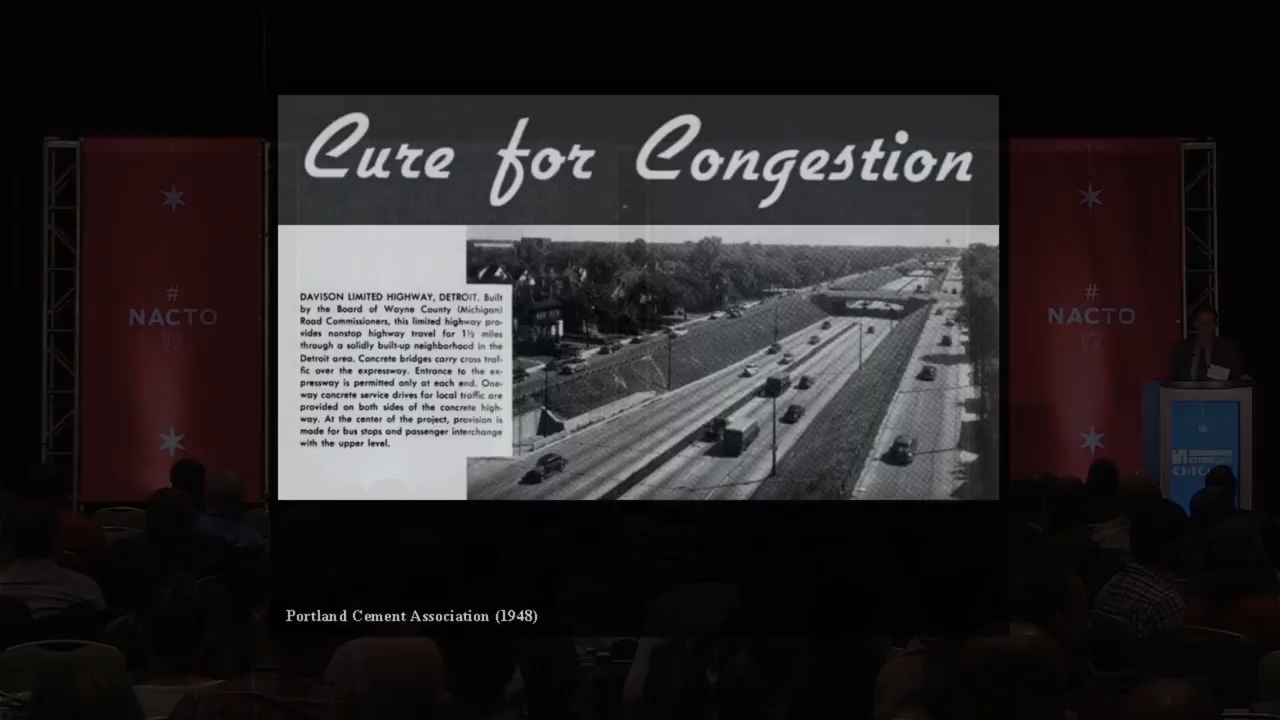 Cure for Congestion
DAVISON LIMITED HIGHWAY, DETROIT. Built
by the Board of Wayne County (Michigan)
Road Commissioners, this limited highway pro-
vides nonstop highway travel for 1½ miles
through a solidly built-up neighborhood in the
Detroit area. Concrete bridges carry cross traf-
fic over the expressway. Entrance to the ex-
pressway is permitted only at each end. One-
way concrete service drives for local traffic are
provided on both sides of the concrete high-
way. At the center of the project, provision is
made for bus stops and passenger interchange
with the upper level.
Portland Cement Association (1948)
#
NACTO
17
#
NACTO
17
CHIC